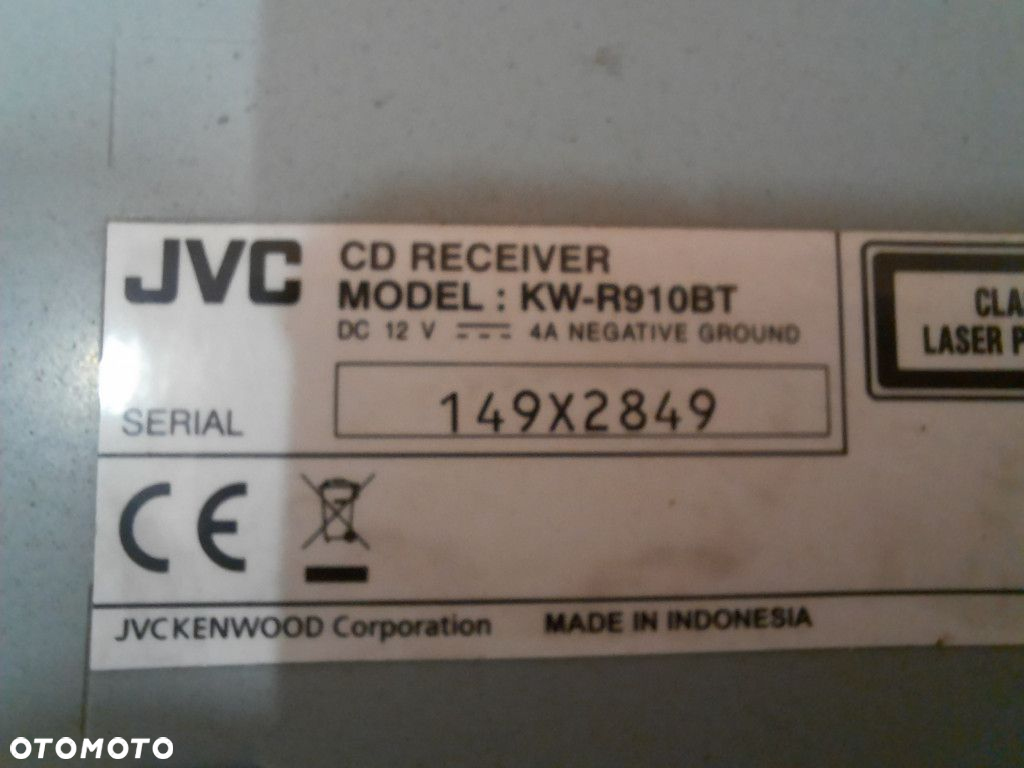 JVC
CD RECEIVER
MODEL : KW-R910BT
DC 12 V ⎓ 4A NEGATIVE GROUND
SERIAL
149X2849
CLA
LASER P
CE
JVCKENWOOD Corporation
MADE IN INDONESIA
OTOMOTO